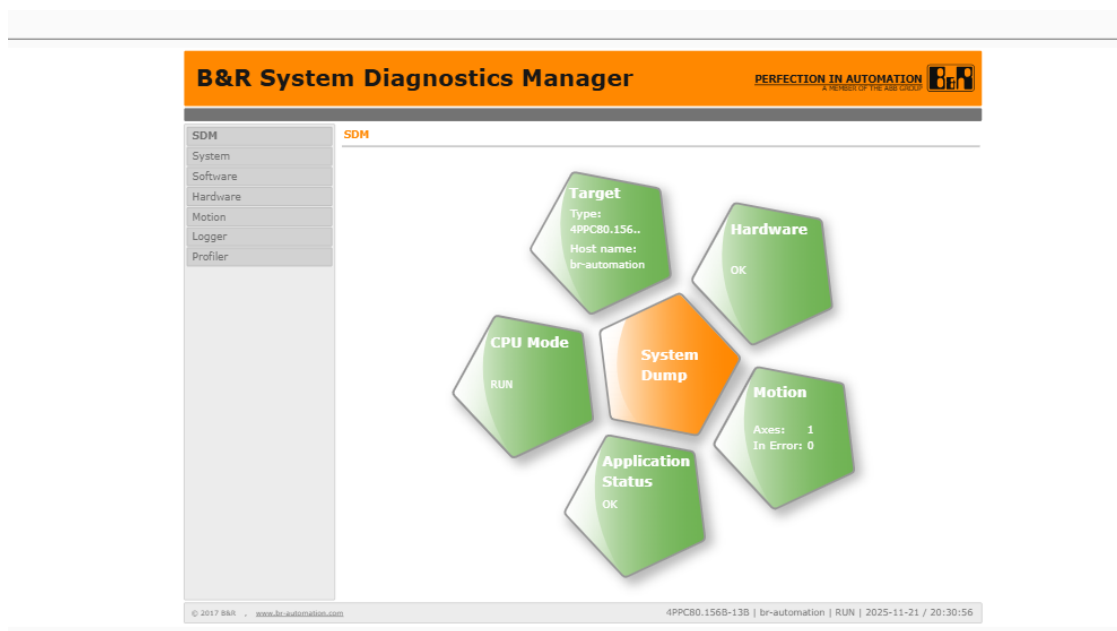 B&R System Diagnostics Manager
PERFECTION IN AUTOMATION
A MEMBER OF THE ABB GROUP
B&R
SDM
System
Software
Hardware
Motion
Logger
Profiler
SDM
Target
Type:
4PPC80.156..
Host name:
br-automation
Hardware
OK
CPU Mode
RUN
System
Dump
Motion
Axes: 1
In Error: 0
Application
Status
OK
© 2017 B&R , www.br-automation.com
4PPC80.156B-13B | br-automation | RUN | 2025-11-21 / 20:30:56